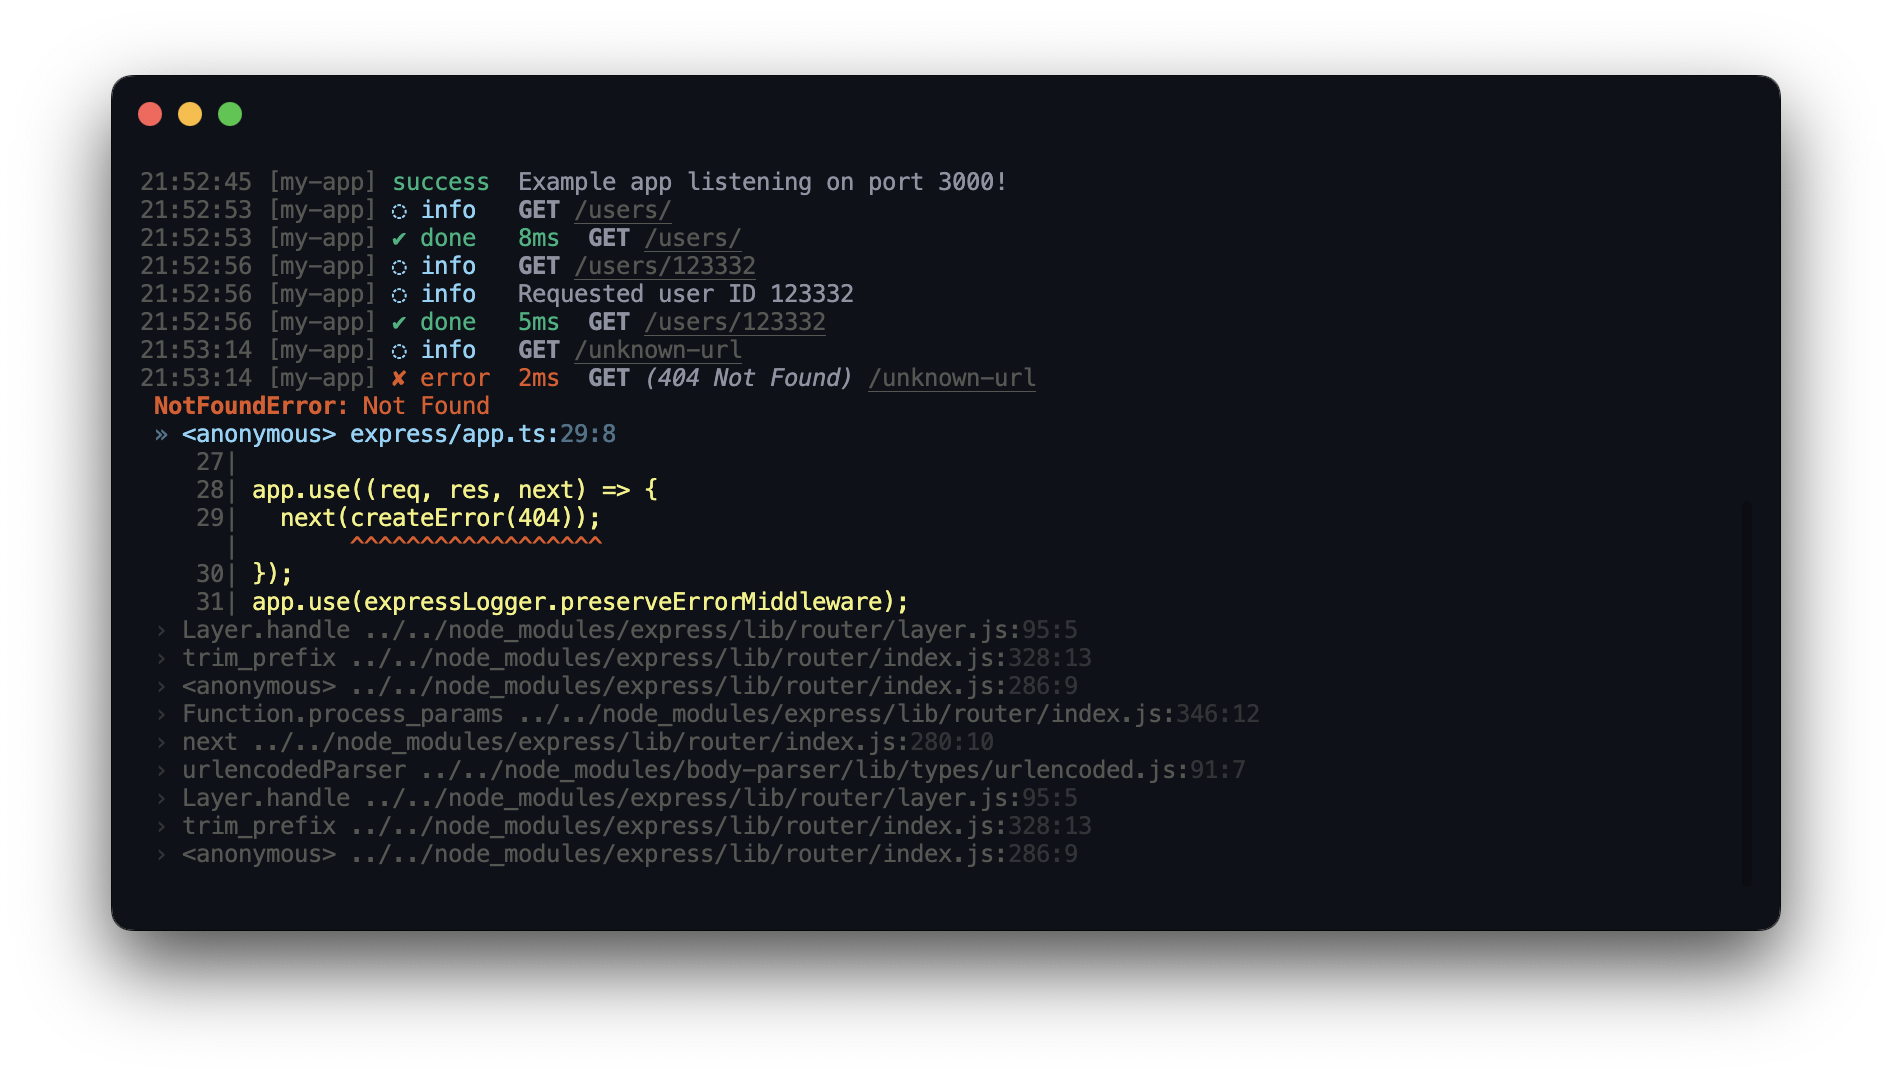 21:52:45 [my-app] success  Example app listening on port 3000!
21:52:53 [my-app] ◌ info   GET /users/
21:52:53 [my-app] ✔ done   8ms  GET /users/
21:52:56 [my-app] ◌ info   GET /users/123332
21:52:56 [my-app] ◌ info   Requested user ID 123332
21:52:56 [my-app] ✔ done   5ms  GET /users/123332
21:53:14 [my-app] ◌ info   GET /unknown-url
21:53:14 [my-app] ✘ error  2ms  GET (404 Not Found) /unknown-url
 NotFoundError: Not Found
 » <anonymous> express/app.ts:29:8
    27|
    28| app.use((req, res, next) => {
    29|   next(createError(404));
      |        ^^^^^^^^^^^^^^^^^^
    30| });
    31| app.use(expressLogger.preserveErrorMiddleware);
 › Layer.handle ../../node_modules/express/lib/router/layer.js:95:5
 › trim_prefix ../../node_modules/express/lib/router/index.js:328:13
 › <anonymous> ../../node_modules/express/lib/router/index.js:286:9
 › Function.process_params ../../node_modules/express/lib/router/index.js:346:12
 › next ../../node_modules/express/lib/router/index.js:280:10
 › urlencodedParser ../../node_modules/body-parser/lib/types/urlencoded.js:91:7
 › Layer.handle ../../node_modules/express/lib/router/layer.js:95:5
 › trim_prefix ../../node_modules/express/lib/router/index.js:328:13
 › <anonymous> ../../node_modules/express/lib/router/index.js:286:9